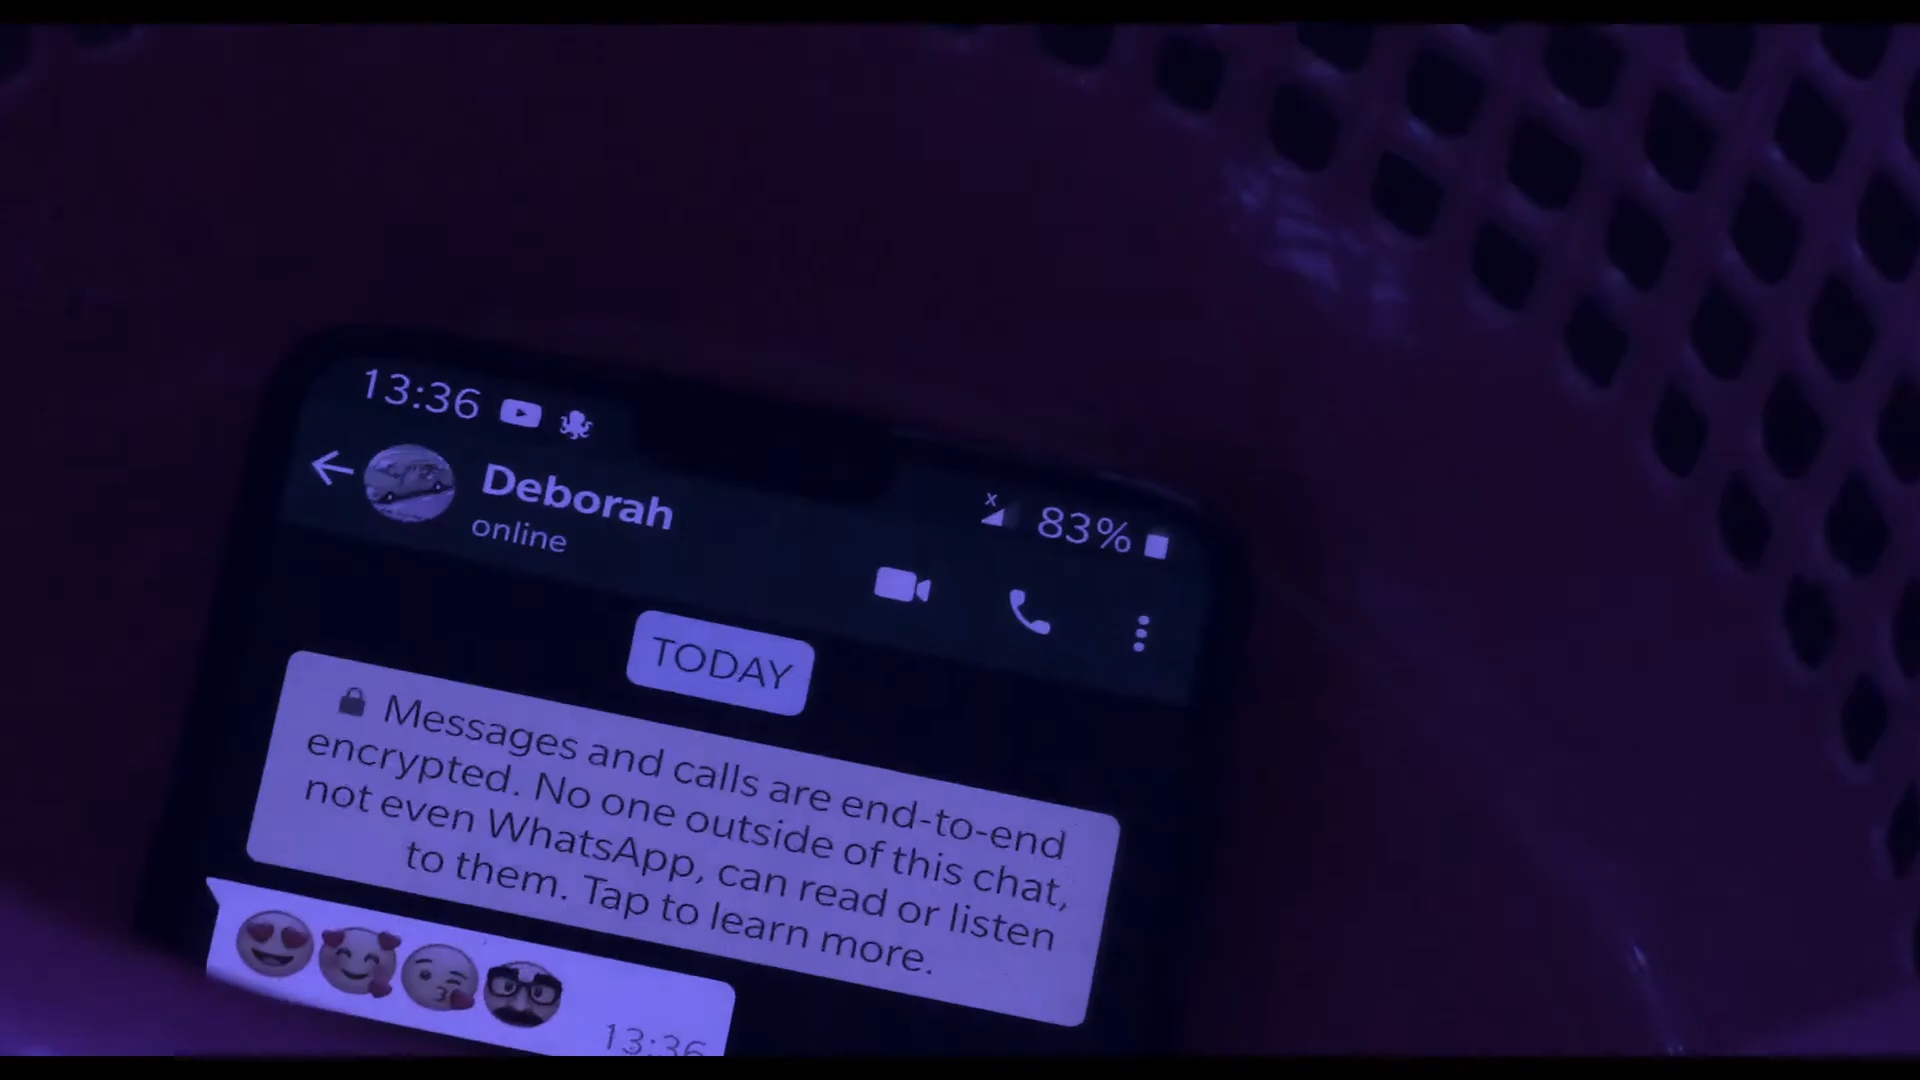 13:36
83%
Deborah
online
TODAY
Messages and calls are end-to-end
encrypted. No one outside of this chat,
not even WhatsApp, can read or listen
to them. Tap to learn more.
😍🥰😘🥸
13:36